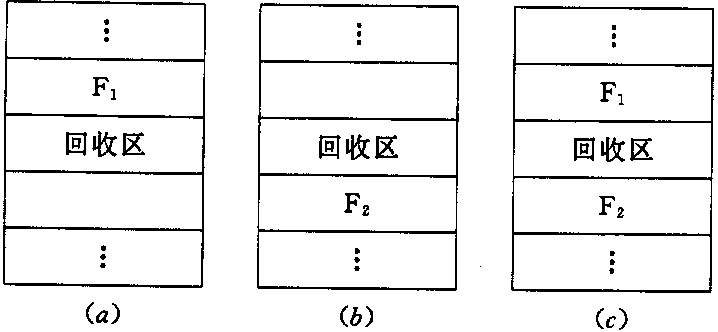 ⋮ ⋮ ⋮
F₁ F₁
回收区 回收区 回收区
F₂ F₂
⋮ ⋮ ⋮
(a) (b) (c)